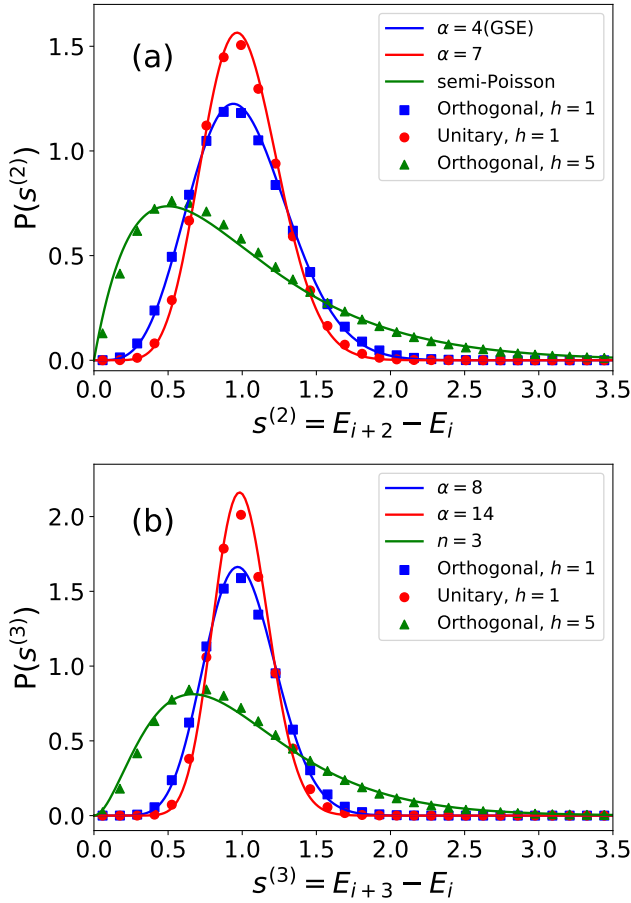 (a)
P(s^(2))
1.5
1.0
0.5
0.0
α = 4(GSE)
α = 7
semi-Poisson
Orthogonal, h = 1
Unitary, h = 1
Orthogonal, h = 5
0.0 0.5 1.0 1.5 2.0 2.5 3.0 3.5
s^(2) = E_{i+2} − E_i
(b)
P(s^(3))
2.0
1.5
1.0
0.5
0.0
α = 8
α = 14
n = 3
Orthogonal, h = 1
Unitary, h = 1
Orthogonal, h = 5
0.0 0.5 1.0 1.5 2.0 2.5 3.0 3.5
s^(3) = E_{i+3} − E_i